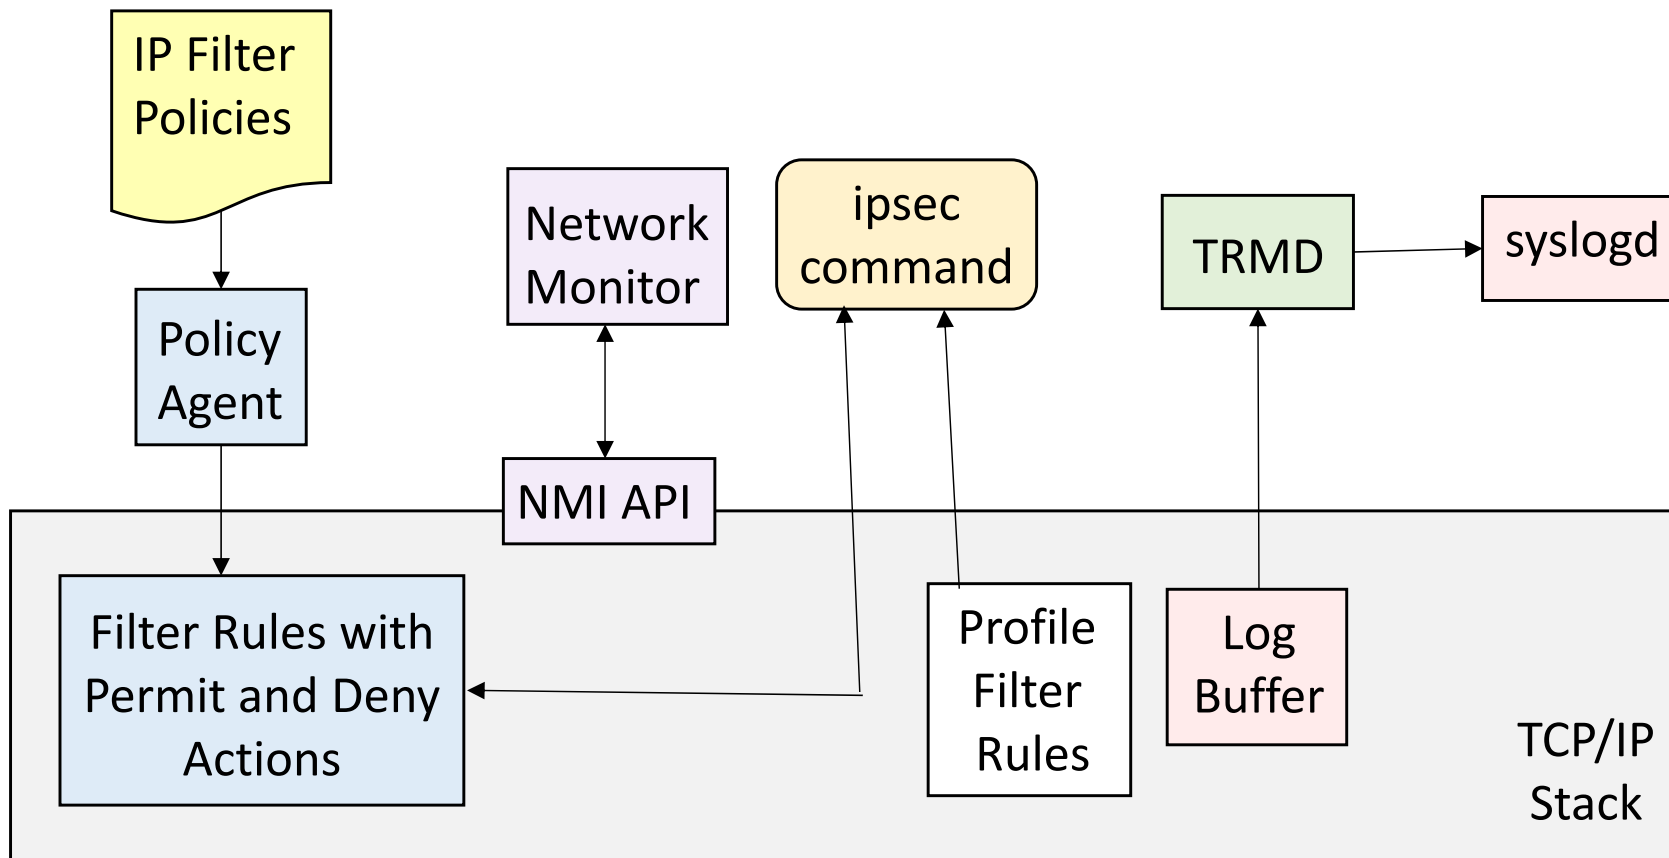 IP Filter
Policies
Network
Monitor
ipsec
command
TRMD
syslogd
Policy
Agent
NMI API
Filter Rules with
Permit and Deny
Actions
Profile
Filter
Rules
Log
Buffer
TCP/IP
Stack